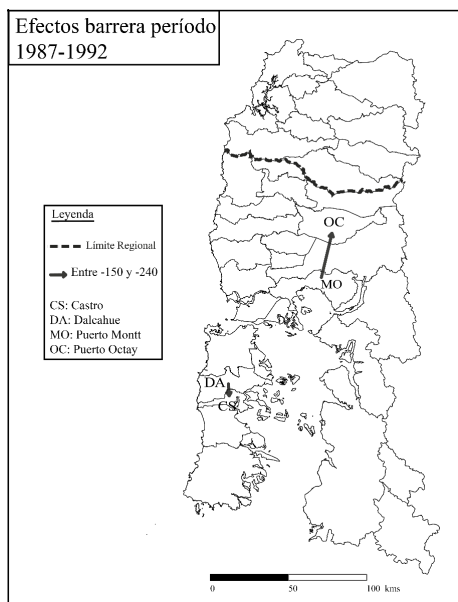 Efectos barrera período
1987-1992
OC
MO
DA
CS
Leyenda
Límite Regional
Entre -150 y -240
CS: Castro
DA: Dalcahue
MO: Puerto Montt
OC: Puerto Octay
0 50 100 kms